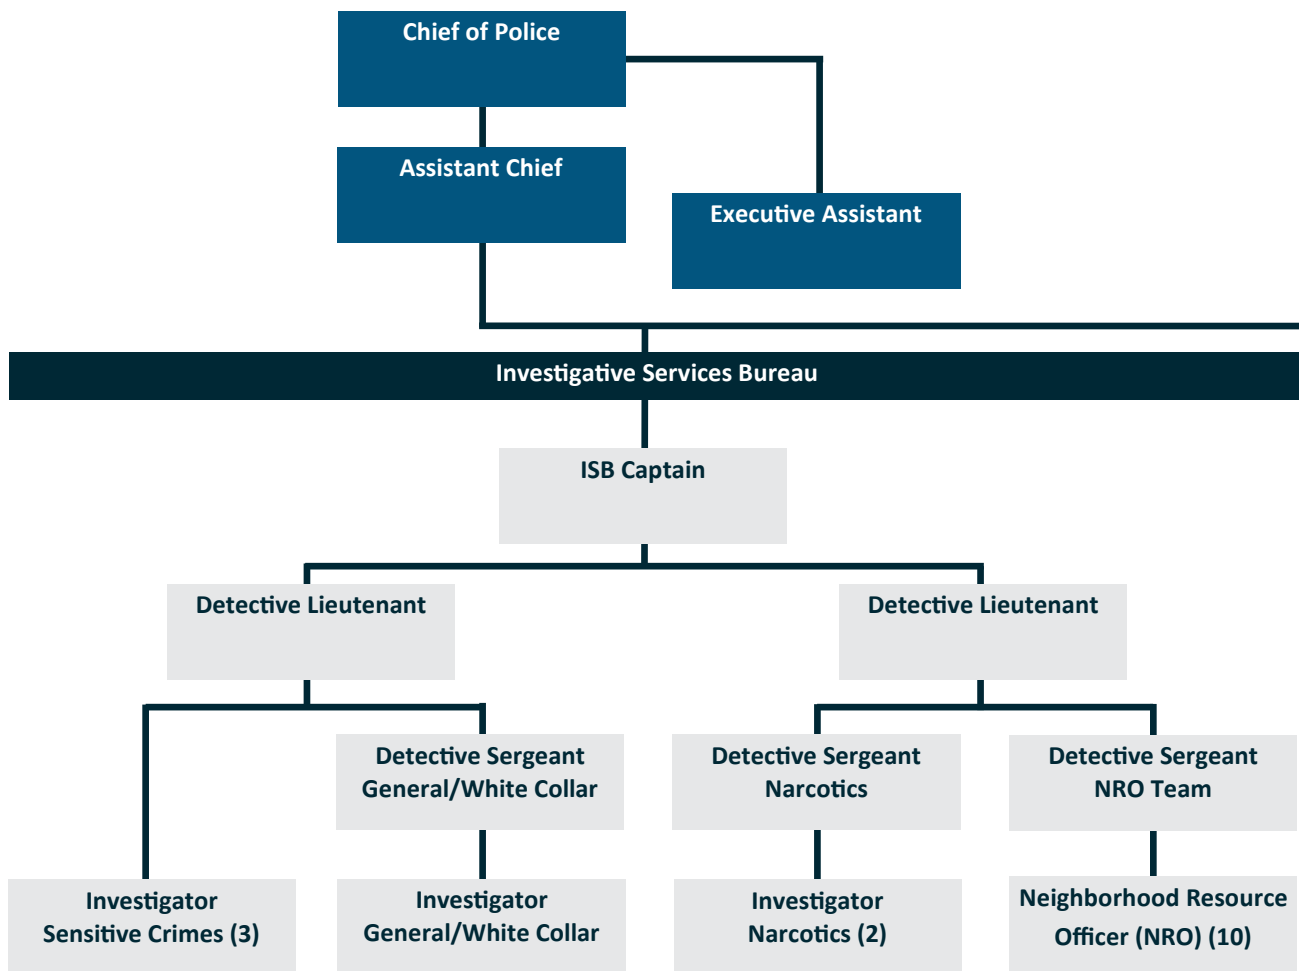 Chief of Police
Assistant Chief
Executive Assistant
Investigative Services Bureau
ISB Captain
Detective Lieutenant
Detective Lieutenant
Detective Sergeant
General/White Collar
Detective Sergeant
Narcotics
Detective Sergeant
NRO Team
Investigator
Sensitive Crimes (3)
Investigator
General/White Collar
Investigator
Narcotics (2)
Neighborhood Resource
Officer (NRO) (10)